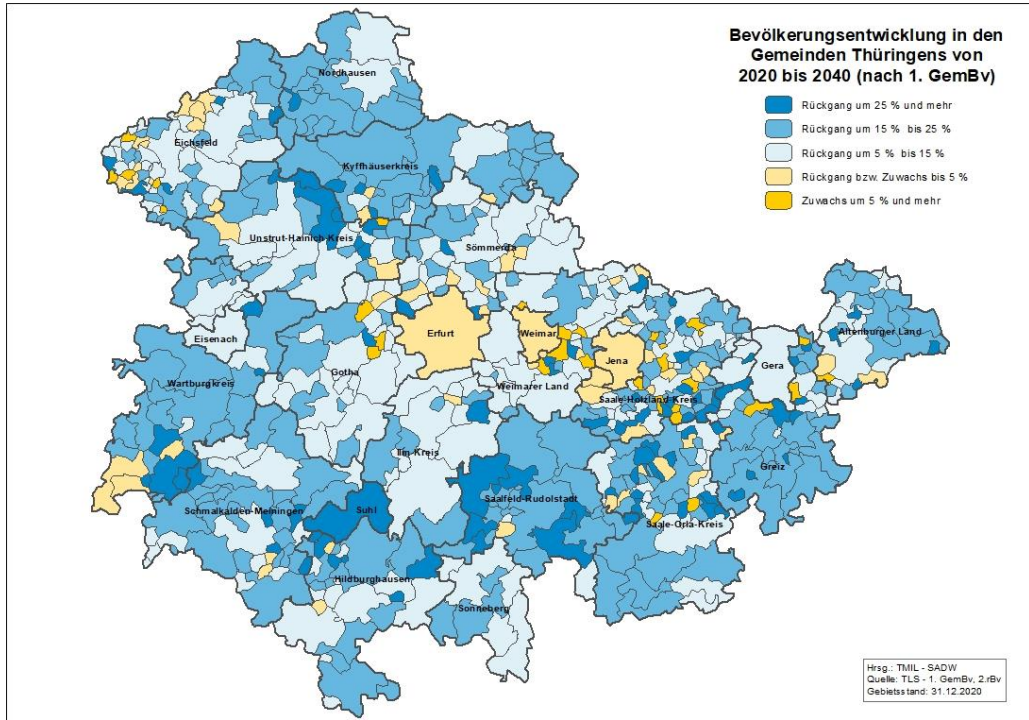 Bevölkerungsentwicklung in den
Gemeinden Thüringens von
2020 bis 2040 (nach 1. GemBv)
Rückgang um 25 % und mehr
Rückgang um 15 % bis 25 %
Rückgang um 5 % bis 15 %
Rückgang bzw. Zuwachs bis 5 %
Zuwachs um 5 % und mehr
Nordhausen
Eichsfeld
Kyffhäuserkreis
Unstrut-Hainich-Kreis
Sömmerda
Altenburger Land
Eisenach
Erfurt
Weimar
Jena
Gera
Gotha
Weimarer Land
Wartburgkreis
Saale-Holzland-Kreis
Ilm-Kreis
Greiz
Saalfeld-Rudolstadt
Schmalkalden-Meiningen
Suhl
Saale-Orla-Kreis
Hildburghausen
Sonneberg
Hrsg.: TMIL - SADW
Quelle: TLS - 1. GemBv, 2.rBv
Gebietsstand: 31.12.2020